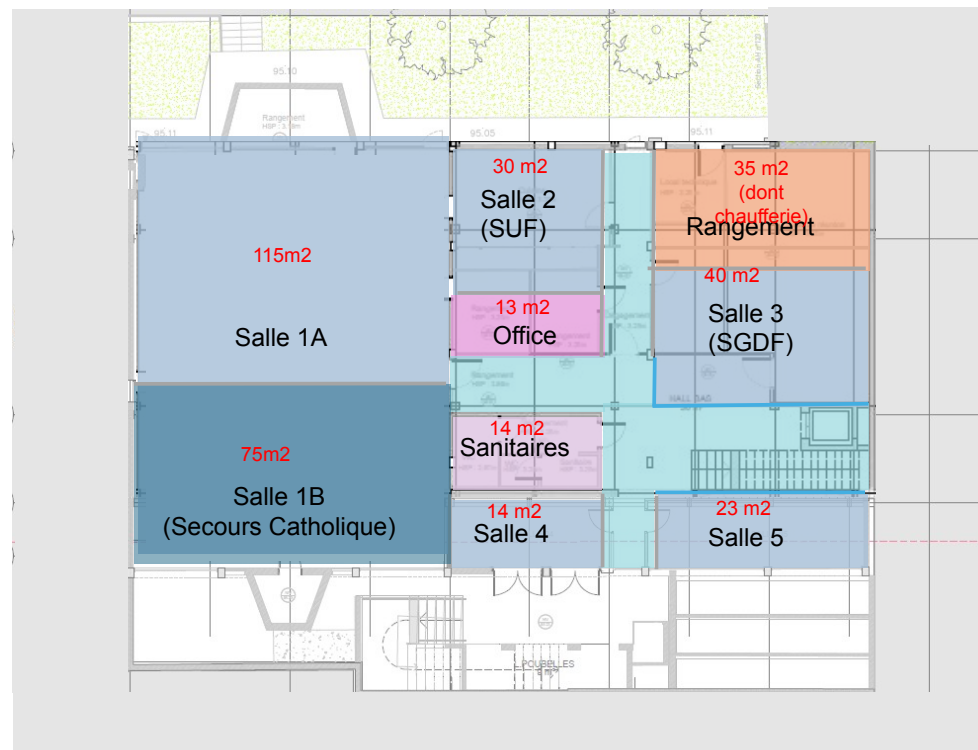 95.10
Rangement
95.11
95.05
95.11
30 m2
Salle 2
(SUF)
35 m2
(dont
chaufferie)
Rangement
115m2
Salle 1A
13 m2
Office
40 m2
Salle 3
(SGDF)
Rangement
14 m2
Sanitaires
75m2
Salle 1B
(Secours Catholique)
14 m2
Salle 4
23 m2
Salle 5
POUBELLES